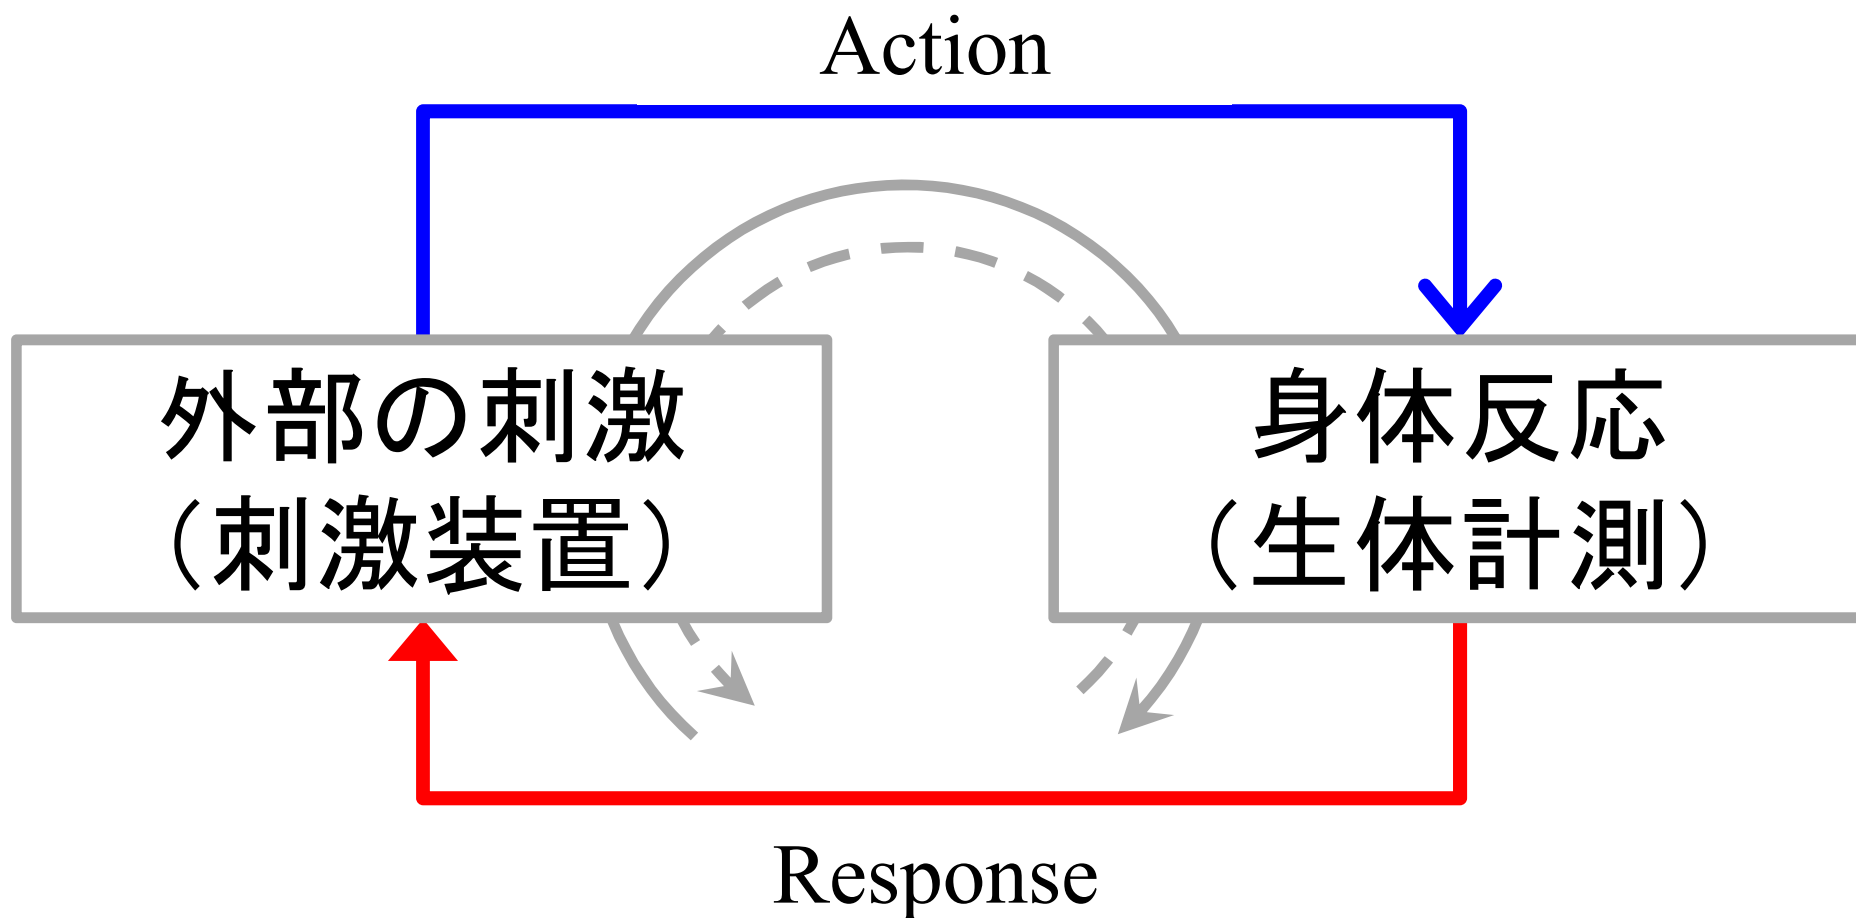 Action
外部の刺激
（刺激装置）
身体反応
（生体計測）
Response